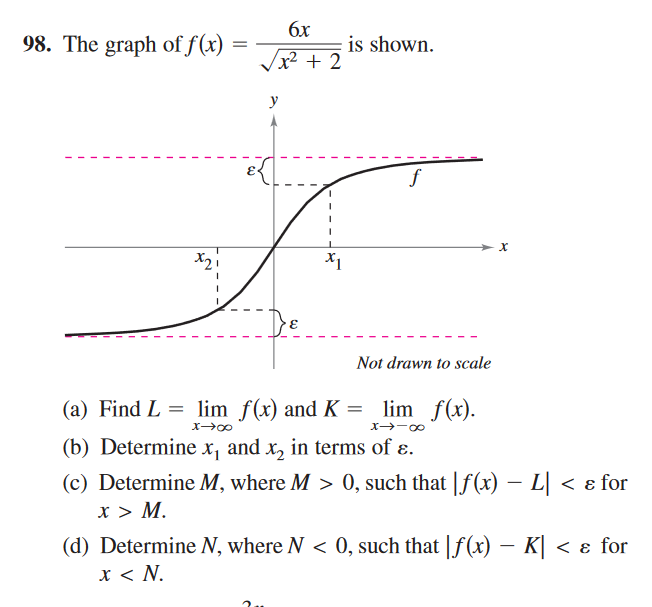 98. The graph of f(x) = 6x / √x² + 2 is shown.
y
ε
f
x
x₂
x₁
ε
Not drawn to scale
(a) Find L = lim x→∞ f(x) and K = lim x→−∞ f(x).
(b) Determine x₁ and x₂ in terms of ε.
(c) Determine M, where M > 0, such that |f(x) − L| < ε for
x > M.
(d) Determine N, where N < 0, such that |f(x) − K| < ε for
x < N.